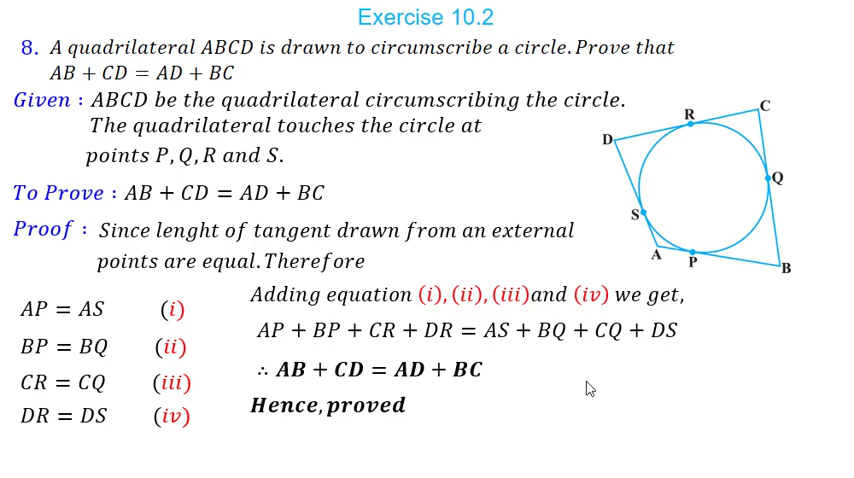 Exercise 10.2
8. A quadrilateral ABCD is drawn to circumscribe a circle. Prove that
AB + CD = AD + BC
Given : ABCD be the quadrilateral circumscribing the circle.
The quadrilateral touches the circle at
points P, Q, R and S.
To Prove : AB + CD = AD + BC
Proof : Since lenght of tangent drawn from an external
points are equal. Therefore
AP = AS (i)
BP = BQ (ii)
CR = CQ (iii)
DR = DS (iv)
Adding equation (i), (ii), (iii) and (iv) we get,
AP + BP + CR + DR = AS + BQ + CQ + DS
∴ AB + CD = AD + BC
Hence, proved
R
C
D
Q
S
A
P
B